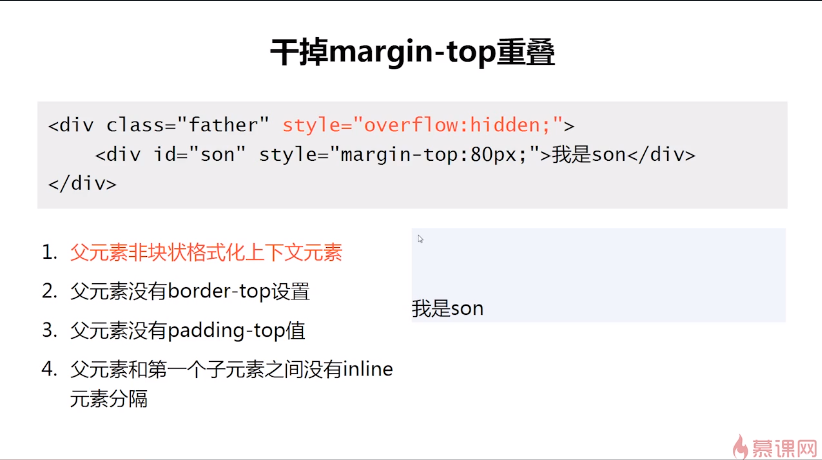 干掉margin-top重叠
<div class="father" style="overflow:hidden;">
<div id="son" style="margin-top:80px;">我是son</div>
</div>
1. 父元素非块状格式化上下文元素
2. 父元素没有border-top设置
3. 父元素没有padding-top值
4. 父元素和第一个子元素之间没有inline
元素分隔
我是son
慕课网